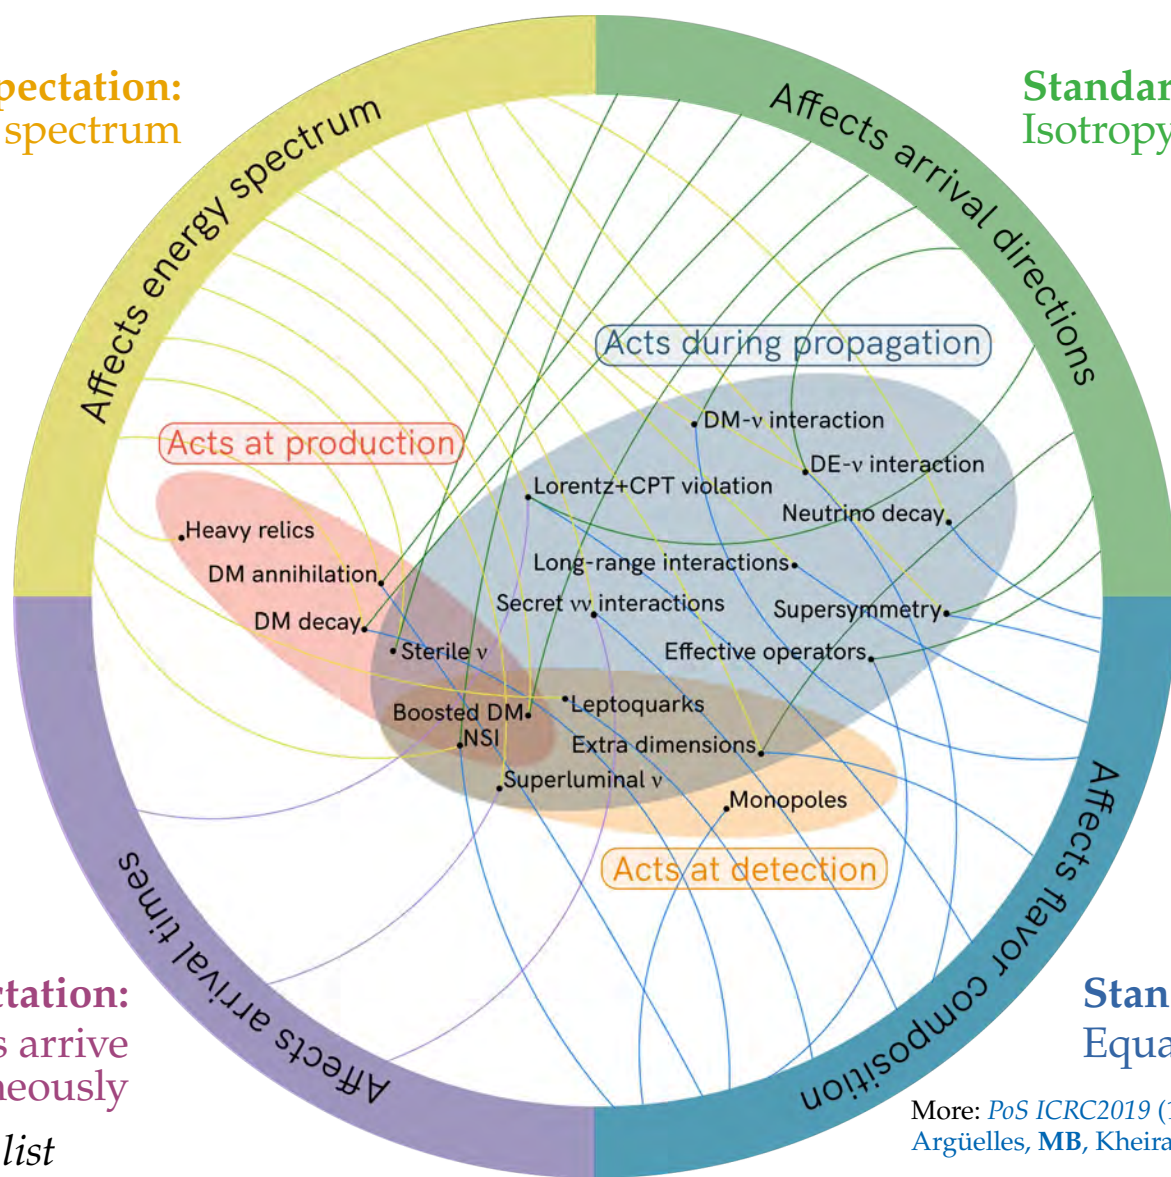 pectation:
spectrum
Standar
Isotropy
Affects energy spectrum
Affects arrival directions
Acts during propagation
DM-ν interaction
Acts at production
DE-ν interaction
Lorentz+CPT violation
Neutrino decay
Heavy relics
Long-range interactions
DM annihilation
Secret νν interactions
Supersymmetry
DM decay
Sterile ν
Effective operators
Leptoquarks
Boosted DM
NSI
Extra dimensions
Superluminal ν
Monopoles
Acts at detection
Affects arrival times
Affects flavor composition
ctation:
s arrive
neously
list
Stan
Equa
More: PoS ICRC2019 (1
Argüelles, MB, Kheira